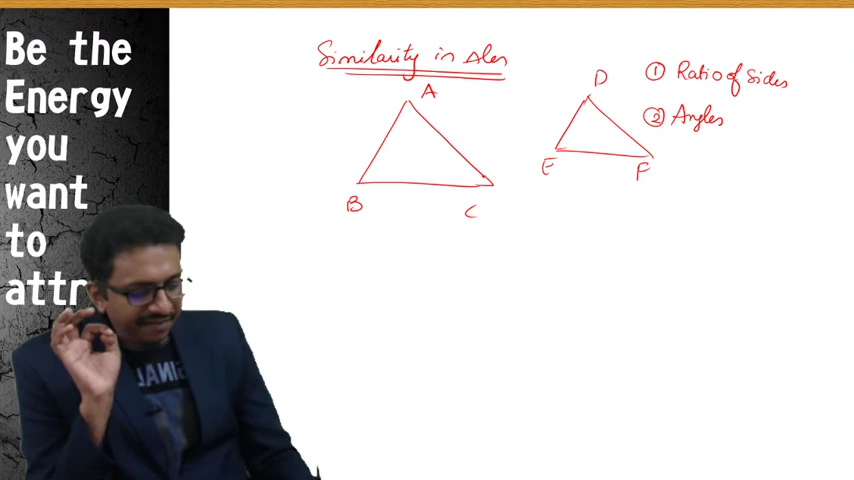 Be the
Energy
you
want
to
attr
Similarity in Δles
A
B
C
D
E
F
① Ratio of Sides
② Angles